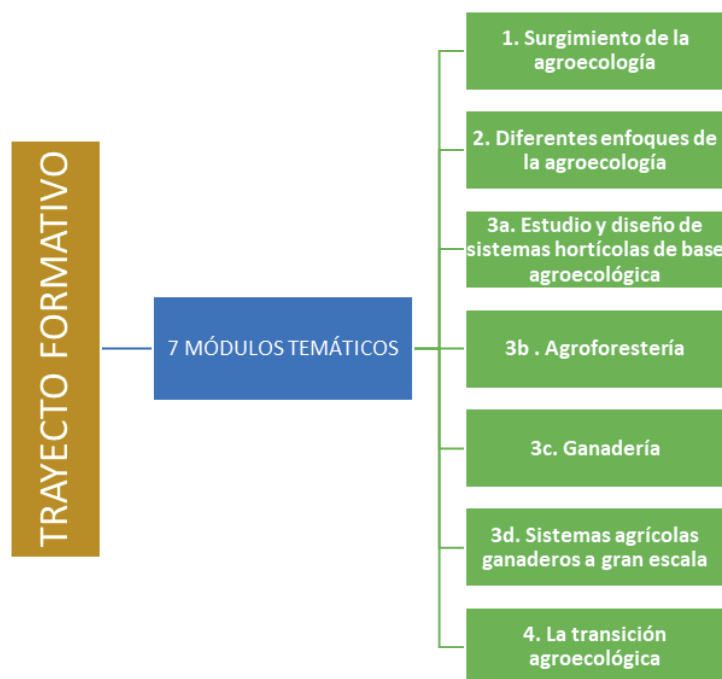 TRAYECTO FORMATIVO
7 MÓDULOS TEMÁTICOS
1. Surgimiento de la
agroecología
2. Diferentes enfoques de
la agroecología
3a. Estudio y diseño de
sistemas hortícolas de base
agroecológica
3b . Agroforestería
3c. Ganadería
3d. Sistemas agrícolas
ganaderos a gran escala
4. La transición
agroecológica